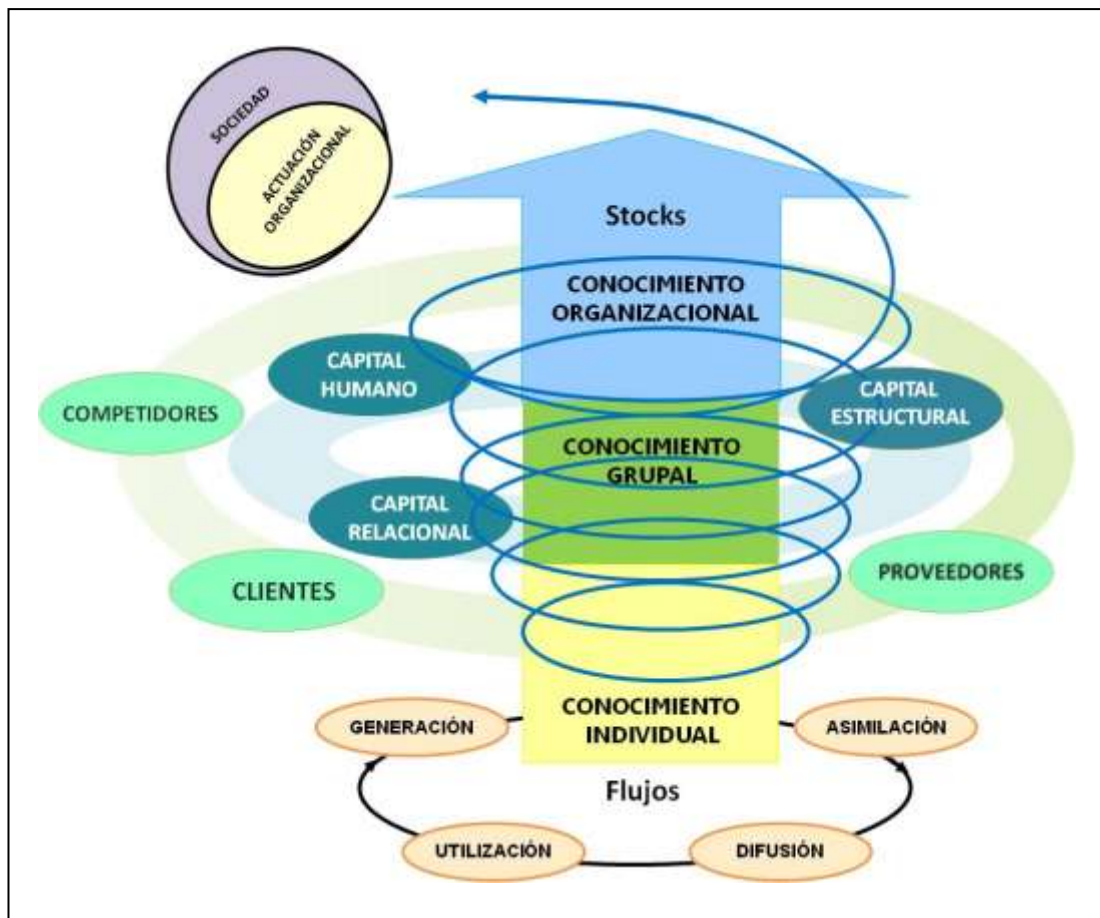 SOCIEDAD
ACTUACIÓN
ORGANIZACIONAL
Stocks
CONOCIMIENTO
ORGANIZACIONAL
CAPITAL
HUMANO
CAPITAL
ESTRUCTURAL
COMPETIDORES
CONOCIMIENTO
GRUPAL
CAPITAL
RELACIONAL
CLIENTES
PROVEEDORES
CONOCIMIENTO
INDIVIDUAL
GENERACIÓN
ASIMILACIÓN
Flujos
UTILIZACIÓN
DIFUSIÓN